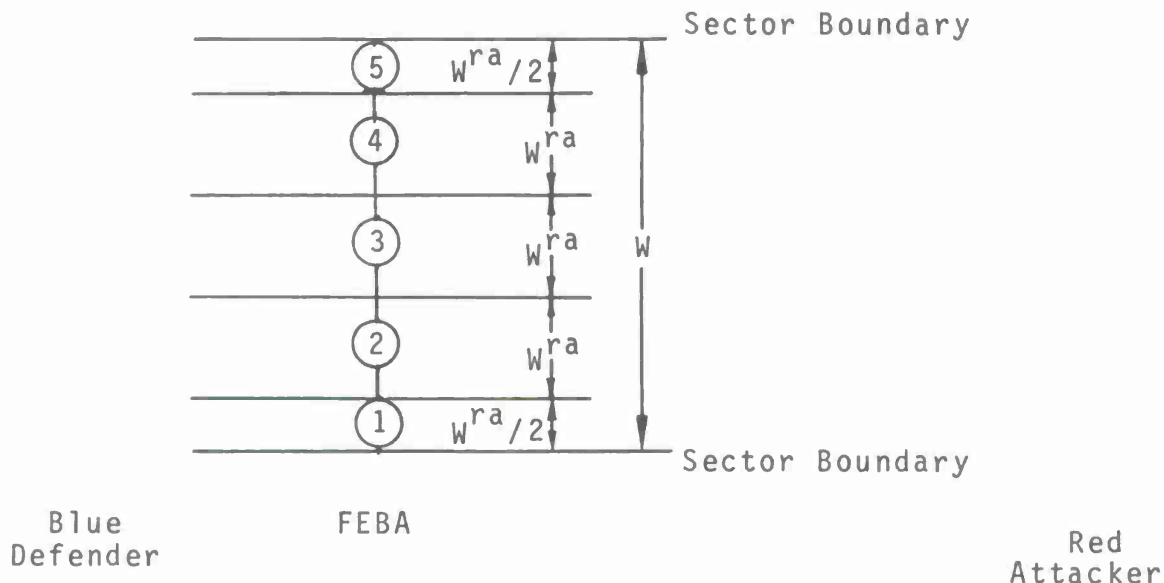 Sector Boundary
5
W^ra/2
4
W^ra
3
W^ra
W
2
W^ra
1
W^ra/2
Sector Boundary
Blue
Defender
FEBA
Red
Attacker